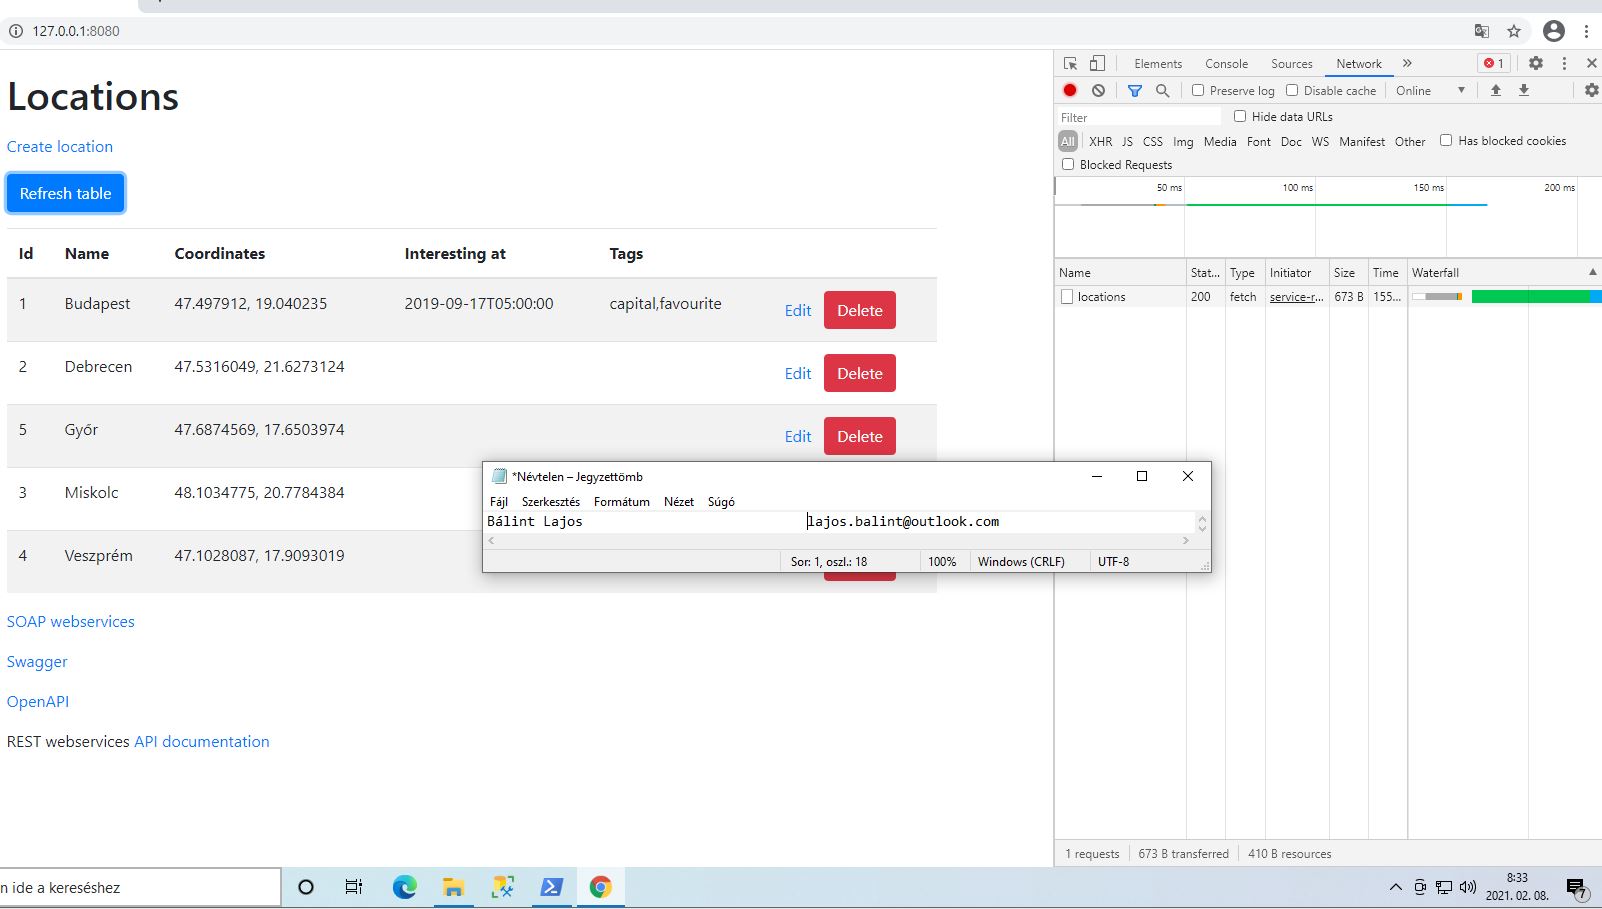 127.0.0.1:8080
Locations
Create location
Refresh table
Id Name Coordinates Interesting at Tags
1 Budapest 47.497912, 19.040235 2019-09-17T05:00:00 capital,favourite Edit Delete
2 Debrecen 47.5316049, 21.6273124 Edit Delete
5 Győr 47.6874569, 17.6503974 Edit Delete
3 Miskolc 48.1034775, 20.7784384
4 Veszprém 47.1028087, 17.9093019
SOAP webservices
Swagger
OpenAPI
REST webservices API documentation
*Névtelen – Jegyzettömb
Fájl Szerkesztés Formátum Nézet Súgó
Bálint Lajos lajos.balint@outlook.com
Sor: 1, oszl.: 18 100% Windows (CRLF) UTF-8
Elements Console Sources Network » 1
Preserve log Disable cache Online
Filter Hide data URLs
All XHR JS CSS Img Media Font Doc WS Manifest Other Has blocked cookies
Blocked Requests
50 ms 100 ms 150 ms 200 ms
Name Stat... Type Initiator Size Time Waterfall
locations 200 fetch service-r... 673 B 155...
1 requests 673 B transferred 410 B resources
n ide a kereséshez
8:33
2021. 02. 08.
7